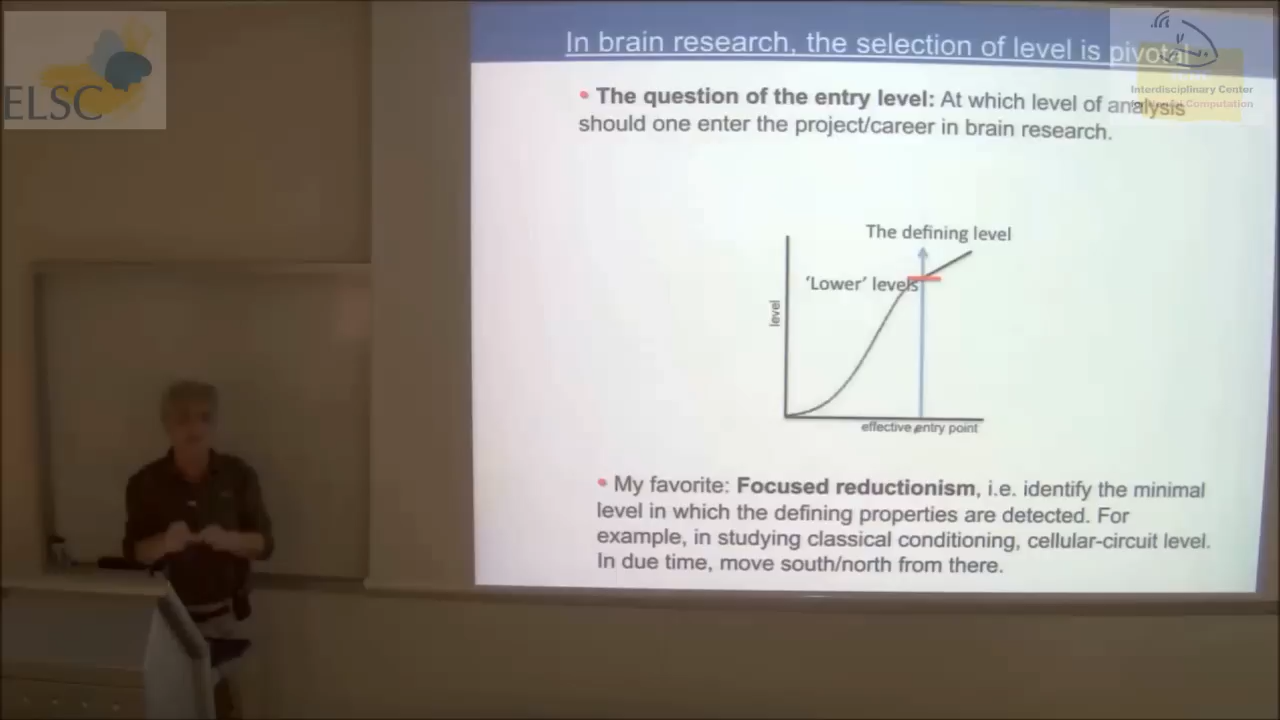 ELSC
In brain research, the selection of level is pivotal
Interdisciplinary Center
Computation
• The question of the entry level: At which level of analysis
should one enter the project/career in brain research.
The defining level
'Lower' levels
level
effective entry point
• My favorite: Focused reductionism, i.e. identify the minimal
level in which the defining properties are detected. For
example, in studying classical conditioning, cellular-circuit level.
In due time, move south/north from there.